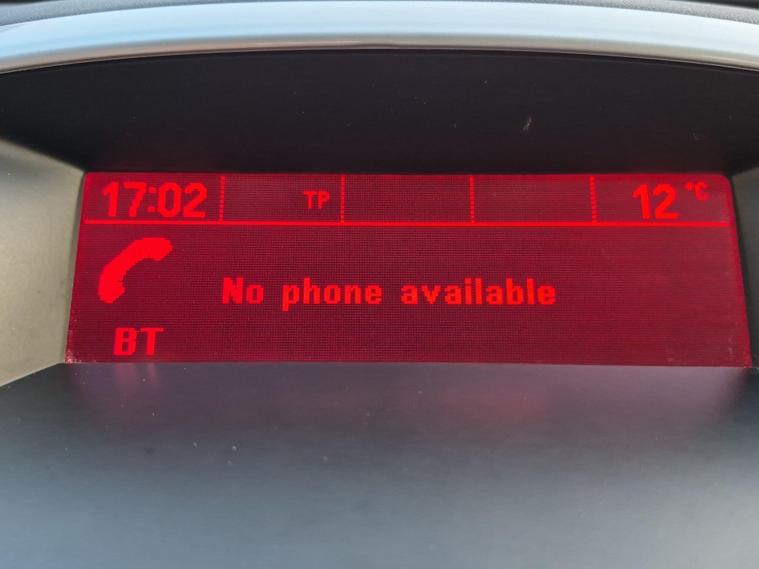 17:02 TP 12 °C
No phone available
BT